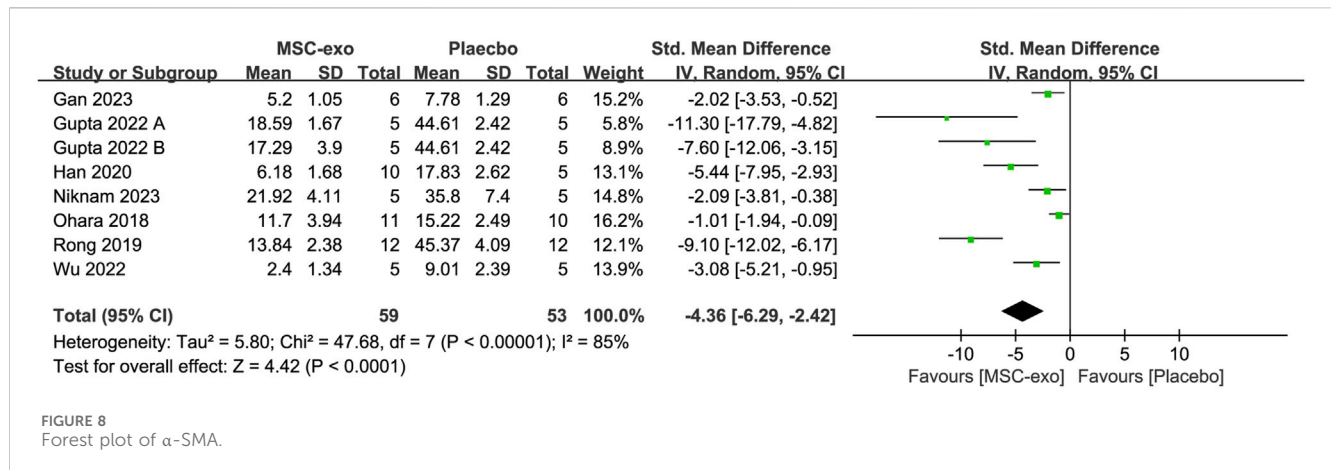 MSC-exo Plaecbo Std. Mean Difference Std. Mean Difference
Study or Subgroup Mean SD Total Mean SD Total Weight IV, Random, 95% CI IV, Random, 95% CI
Gan 2023 5.2 1.05 6 7.78 1.29 6 15.2% -2.02 [-3.53, -0.52]
Gupta 2022 A 18.59 1.67 5 44.61 2.42 5 5.8% -11.30 [-17.79, -4.82]
Gupta 2022 B 17.29 3.9 5 44.61 2.42 5 8.9% -7.60 [-12.06, -3.15]
Han 2020 6.18 1.68 10 17.83 2.62 5 13.1% -5.44 [-7.95, -2.93]
Niknam 2023 21.92 4.11 5 35.8 7.4 5 14.8% -2.09 [-3.81, -0.38]
Ohara 2018 11.7 3.94 11 15.22 2.49 10 16.2% -1.01 [-1.94, -0.09]
Rong 2019 13.84 2.38 12 45.37 4.09 12 12.1% -9.10 [-12.02, -6.17]
Wu 2022 2.4 1.34 5 9.01 2.39 5 13.9% -3.08 [-5.21, -0.95]
Total (95% CI) 59 53 100.0% -4.36 [-6.29, -2.42]
Heterogeneity: Tau² = 5.80; Chi² = 47.68, df = 7 (P < 0.00001); I² = 85%
Test for overall effect: Z = 4.42 (P < 0.0001)
-10 -5 0 5 10
Favours [MSC-exo] Favours [Placebo]
FIGURE 8
Forest plot of α-SMA.